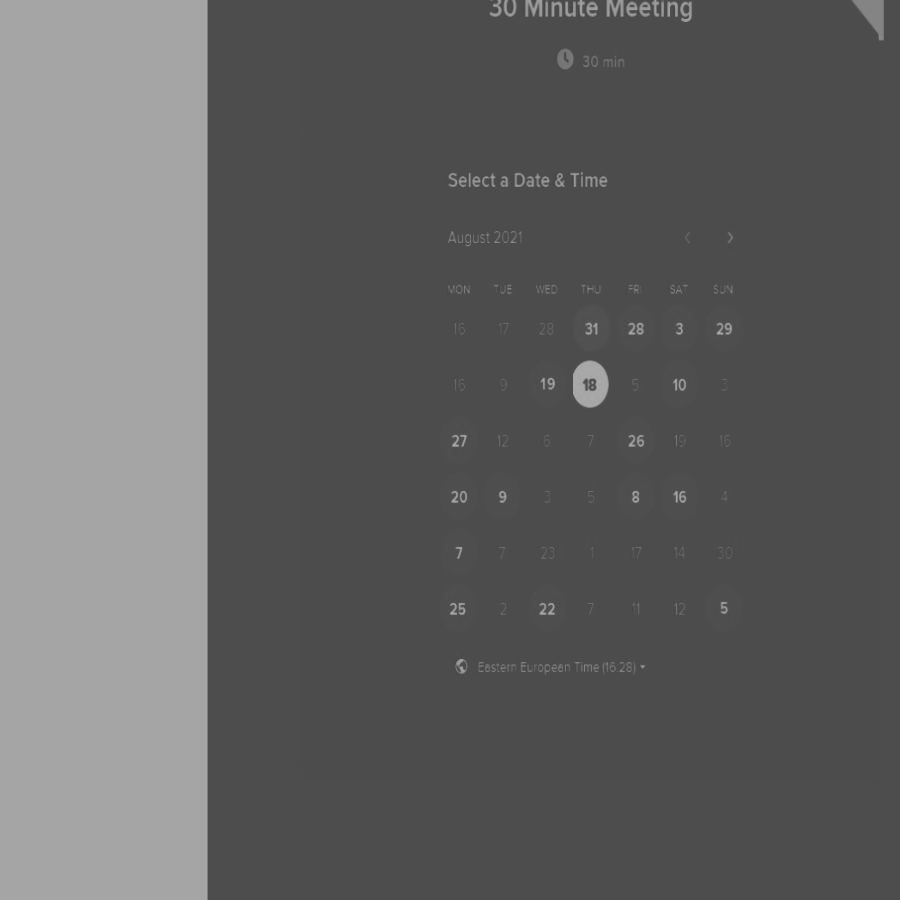 30 Minute Meeting
30 min
Select a Date & Time
August 2021
MON TUE WED THU FRI SAT SUN
16 17 28 31 28 3 29
16 9 19 18 5 10 3
27 12 6 7 26 19 16
20 9 3 5 8 16 4
7 7 23 1 17 14 30
25 2 22 7 11 12 5
Eastern European Time (16:28)